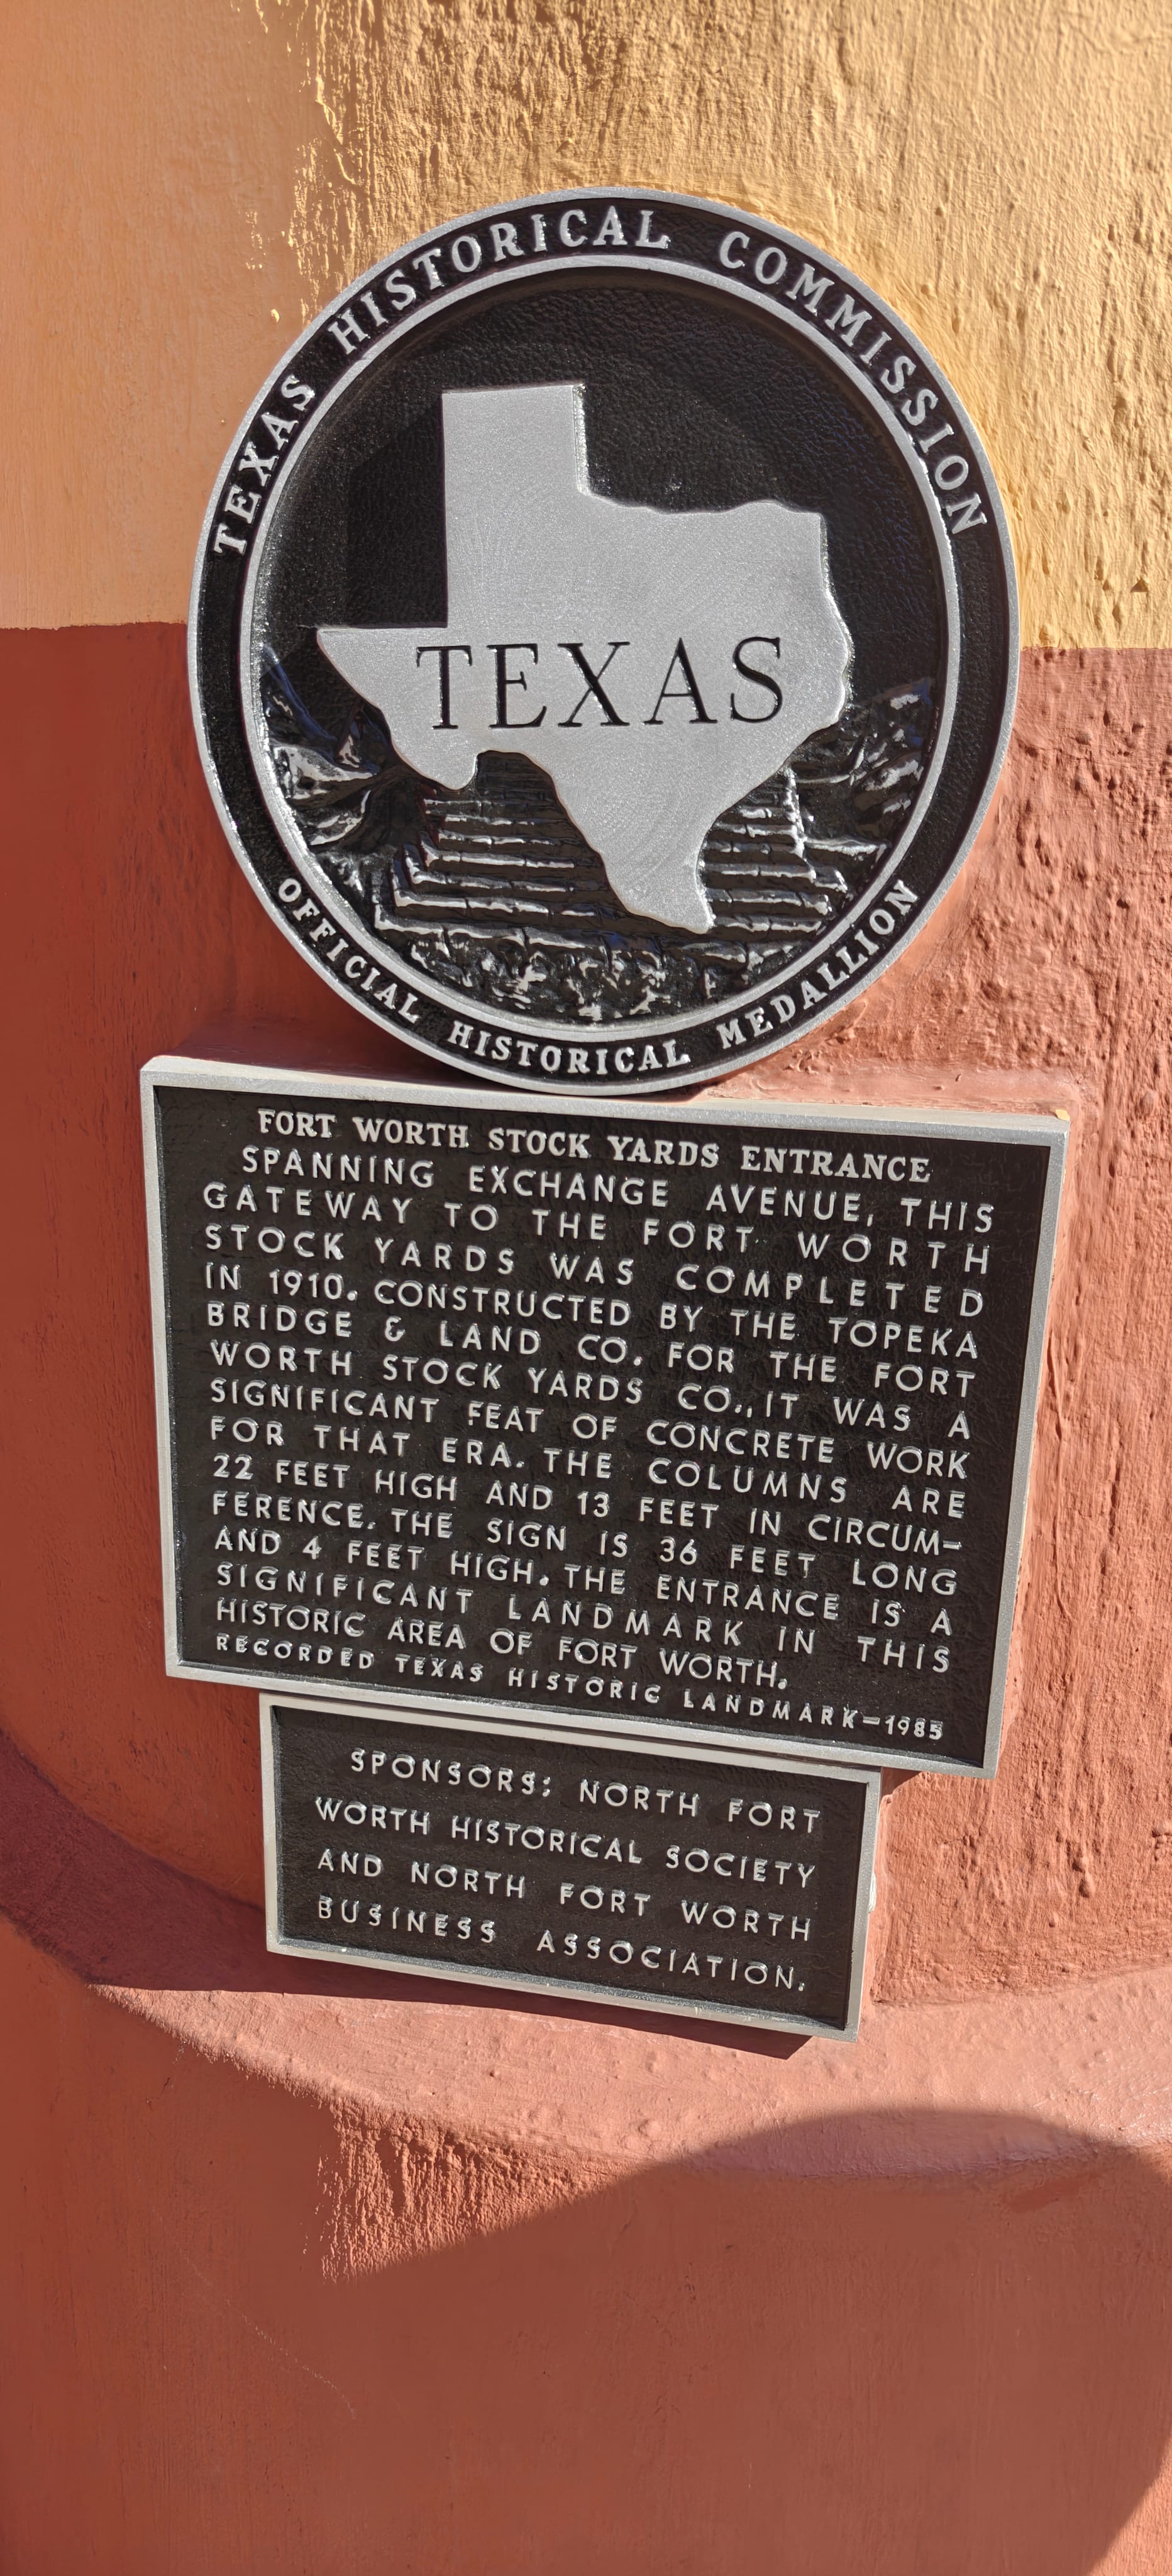 TEXAS HISTORICAL COMMISSION
TEXAS
OFFICIAL HISTORICAL MEDALLION
FORT WORTH STOCK YARDS ENTRANCE
SPANNING EXCHANGE AVENUE, THIS
GATEWAY TO THE FORT WORTH
STOCK YARDS WAS COMPLETED
IN 1910. CONSTRUCTED BY THE TOPEKA
BRIDGE & LAND CO. FOR THE FORT
WORTH STOCK YARDS CO., IT WAS A
SIGNIFICANT FEAT OF CONCRETE WORK
FOR THAT ERA. THE COLUMNS ARE
22 FEET HIGH AND 13 FEET IN CIRCUM-
FERENCE. THE SIGN IS 36 FEET LONG
AND 4 FEET HIGH. THE ENTRANCE IS A
SIGNIFICANT LANDMARK IN THIS
HISTORIC AREA OF FORT WORTH.
RECORDED TEXAS HISTORIC LANDMARK-1985
SPONSORS: NORTH FORT
WORTH HISTORICAL SOCIETY
AND NORTH FORT WORTH
BUSINESS ASSOCIATION.